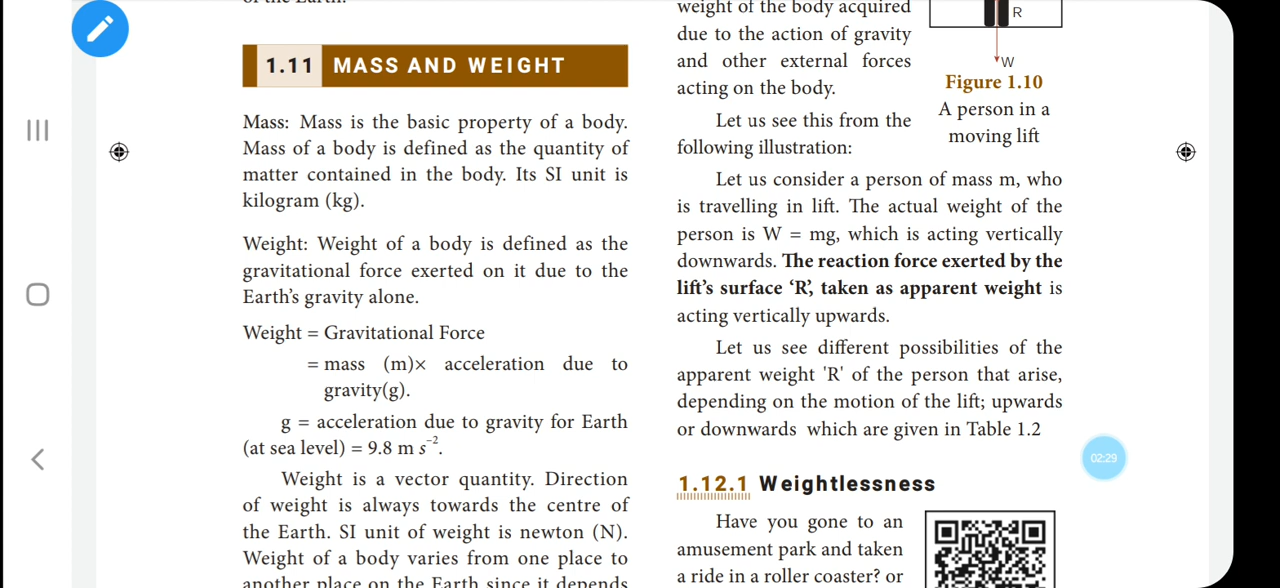 of the Earth.
1.11 MASS AND WEIGHT
Mass: Mass is the basic property of a body.
Mass of a body is defined as the quantity of
matter contained in the body. Its SI unit is
kilogram (kg).
Weight: Weight of a body is defined as the
gravitational force exerted on it due to the
Earth's gravity alone.
Weight = Gravitational Force
= mass (m)× acceleration due to
gravity(g).
g = acceleration due to gravity for Earth
(at sea level) = 9.8 m s⁻².
Weight is a vector quantity. Direction
of weight is always towards the centre of
the Earth. SI unit of weight is newton (N).
Weight of a body varies from one place to
another place on the Earth since it depends
weight of the body acquired
due to the action of gravity
and other external forces
acting on the body.
R
W
Figure 1.10
A person in a
moving lift
Let us see this from the
following illustration:
Let us consider a person of mass m, who
is travelling in lift. The actual weight of the
person is W = mg, which is acting vertically
downwards. The reaction force exerted by the
lift's surface ‘R’, taken as apparent weight is
acting vertically upwards.
Let us see different possibilities of the
apparent weight 'R' of the person that arise,
depending on the motion of the lift; upwards
or downwards which are given in Table 1.2
02:29
1.12.1 Weightlessness
Have you gone to an
amusement park and taken
a ride in a roller coaster? or